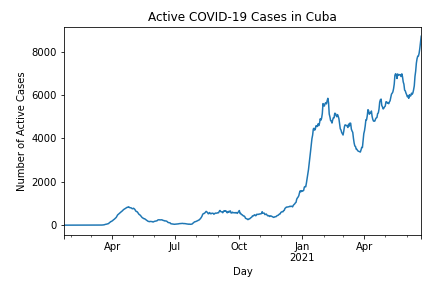 Active COVID-19 Cases in Cuba
Number of Active Cases
8000
6000
4000
2000
0
Apr Jul Oct Jan Apr
2021
Day